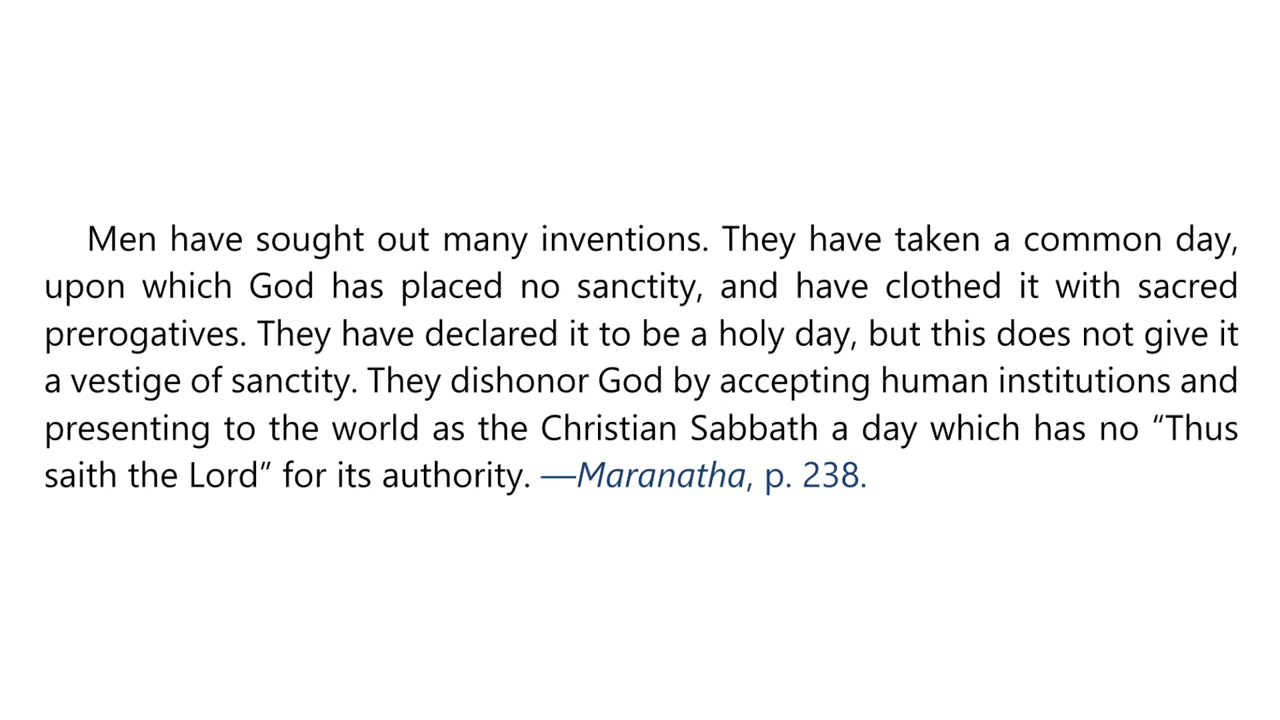 Men have sought out many inventions. They have taken a common day,
upon which God has placed no sanctity, and have clothed it with sacred
prerogatives. They have declared it to be a holy day, but this does not give it
a vestige of sanctity. They dishonor God by accepting human institutions and
presenting to the world as the Christian Sabbath a day which has no “Thus
saith the Lord” for its authority. —Maranatha, p. 238.